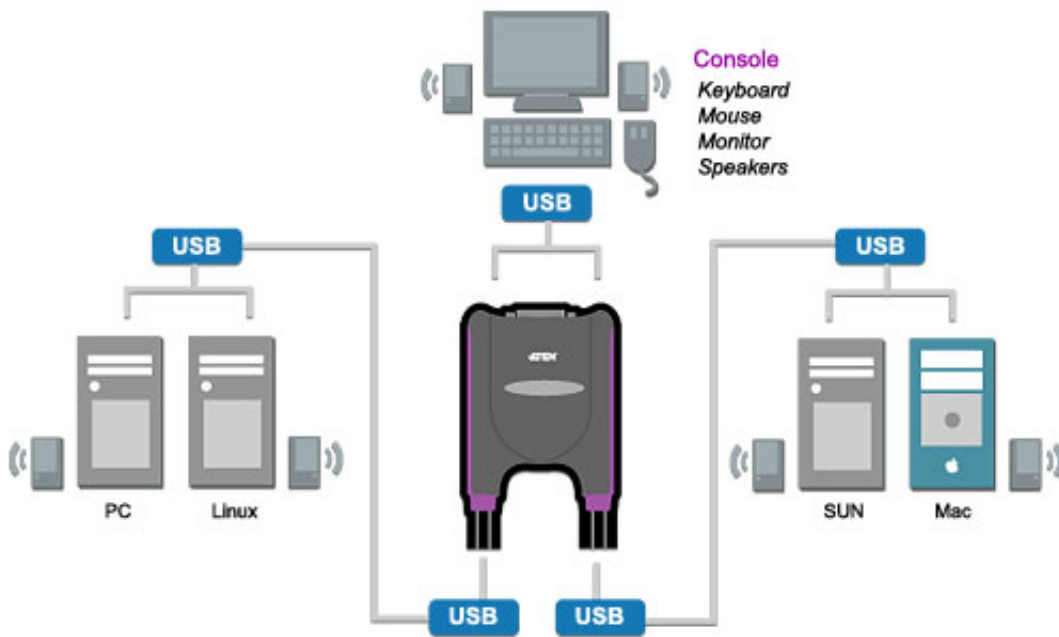 Console
Keyboard
Mouse
Monitor
Speakers
USB
USB
USB
ATEN
PC
Linux
SUN
Mac
USB
USB